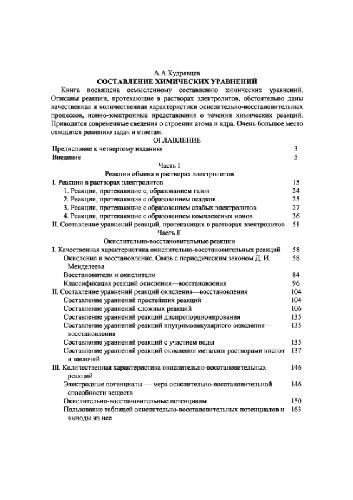 А.А.Кудрявцев
СОСТАВЛЕНИЕ ХИМИЧЕСКИХ УРАВНЕНИЙ
Книга посвящена осмысленному составлению химических уравнений.
Описаны реакции, протекающие в растворах электролитов, обстоятельно даны
качественная и количественная характеристики окислительно-восстановительных
процессов, ионно-электронные представления о течении химических реакций.
Приводятся современные сведения о строении атома и ядра. Очень большое место
отводится решению задач и ответам.
ОГЛАВЛЕНИЕ
Предисловие к четвертому изданию 3
Введение 5
Часть I
Реакции обмена в растворах электролитов
I. Реакции в растворах электролитов 15
1. Реакции, протекающие с образованием газов 24
2. Реакции, протекающие с образованием осадков 25
3. Реакции, протекающие с образованием слабых электролитов 27
4. Реакции, протекающие с образованием комплексных ионов 36
II. Составление уравнений реакций, протекающих в растворах электролитов 51
Часть II
Окислительно-восстановительные реакции
I. Качественная характеристика окислительно-восстановительных реакций 58
Окисление и восстановление. Связь с периодическим законом Д. И. 58
Менделеева
Восстановители и окислители 84
Классификация реакций окисления—восстановления 96
II. Составление уравнений реакций окисления—восстановления 104
Составление уравнений простейших реакций 104
Составление уравнений сложных реакций 106
Составление уравнений реакций диспропорционирования 135
Составление уравнений реакций внутримолекулярного окисления— 135
восстановления
Составление уравнений реакций с участием воды 135
Составление уравнений реакций окисления металлов растворами кислот 137
и щелочей
III. Количественная характеристика окислительно-восстановительных 146
реакций
Электродные потенциалы — мера окислительно-восстановительной 146
способности веществ
Окислительно-восстановительные потенциалы 150
Пользование таблицей окислительно-восстановительных потенциалов и 163
выводы из нее